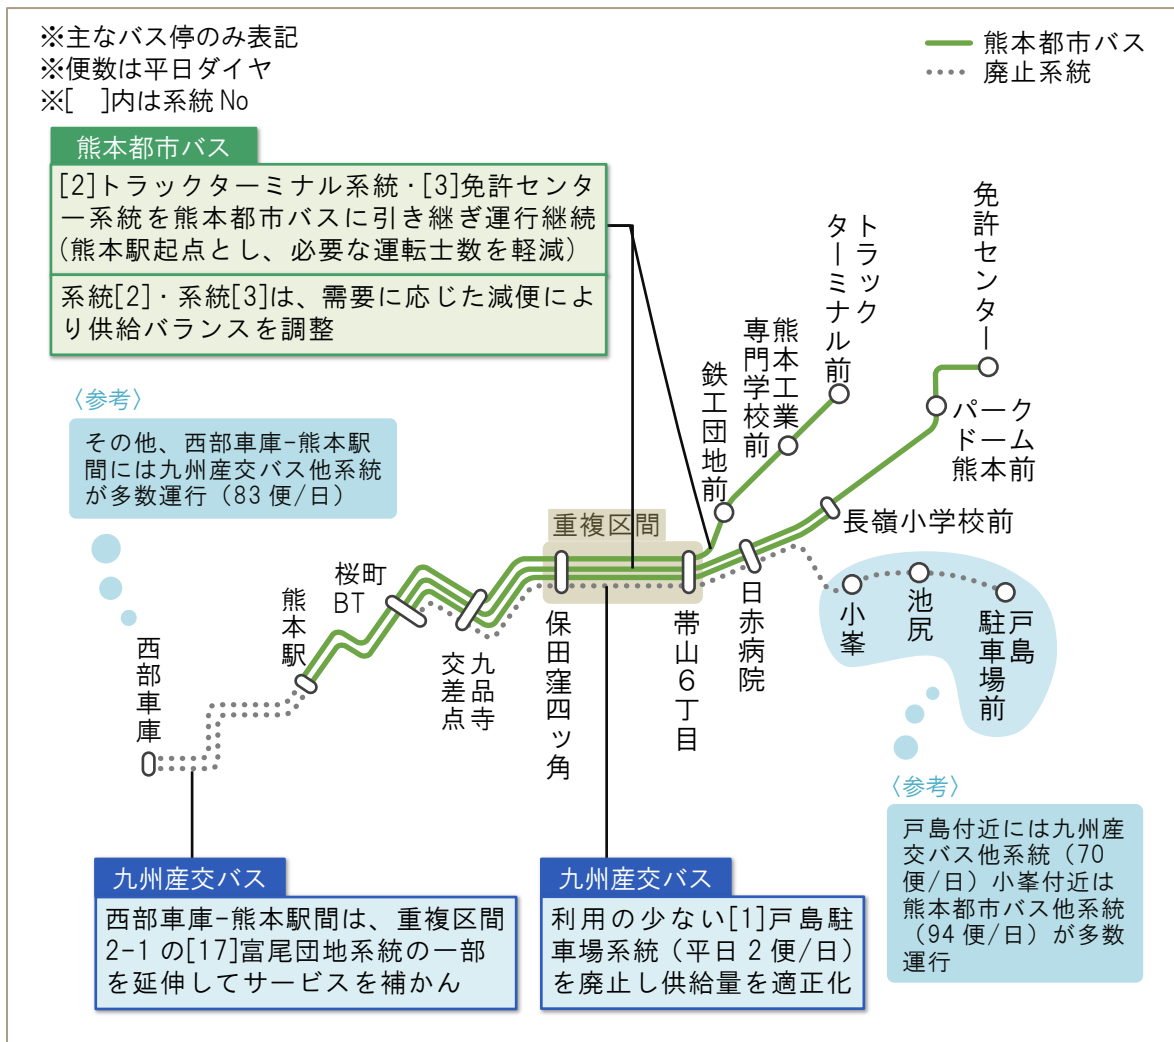 ※主なバス停のみ表記
※便数は平日ダイヤ
※[　]内は系統No
熊本都市バス
廃止系統
熊本都市バス
[2]トラックターミナル系統・[3]免許センタ
ー系統を熊本都市バスに引き継ぎ運行継続
(熊本駅起点とし、必要な運転士数を軽減)
系統[2]・系統[3]は、需要に応じた減便によ
り供給バランスを調整
〈参考〉
その他、西部車庫-熊本駅
間には九州産交バス他系統
が多数運行（83便/日）
西部車庫
熊本駅
桜町
BT
九品寺
交差点
重複区間
保田窪四ッ角
帯山6丁目
日赤病院
鉄工団地前
熊本工業
専門学校前
トラック
ターミナル前
免許センター
パーク
ドーム
熊本前
長嶺小学校前
小峯
池尻
戸島
駐車場前
〈参考〉
戸島付近には九州産
交バス他系統（70
便/日）小峯付近は
熊本都市バス他系統
（94便/日）が多数
運行
九州産交バス
西部車庫-熊本駅間は、重複区間
2-1の[17]富尾団地系統の一部
を延伸してサービスを補かん
九州産交バス
利用の少ない[1]戸島駐
車場系統（平日2便/日）
を廃止し供給量を適正化